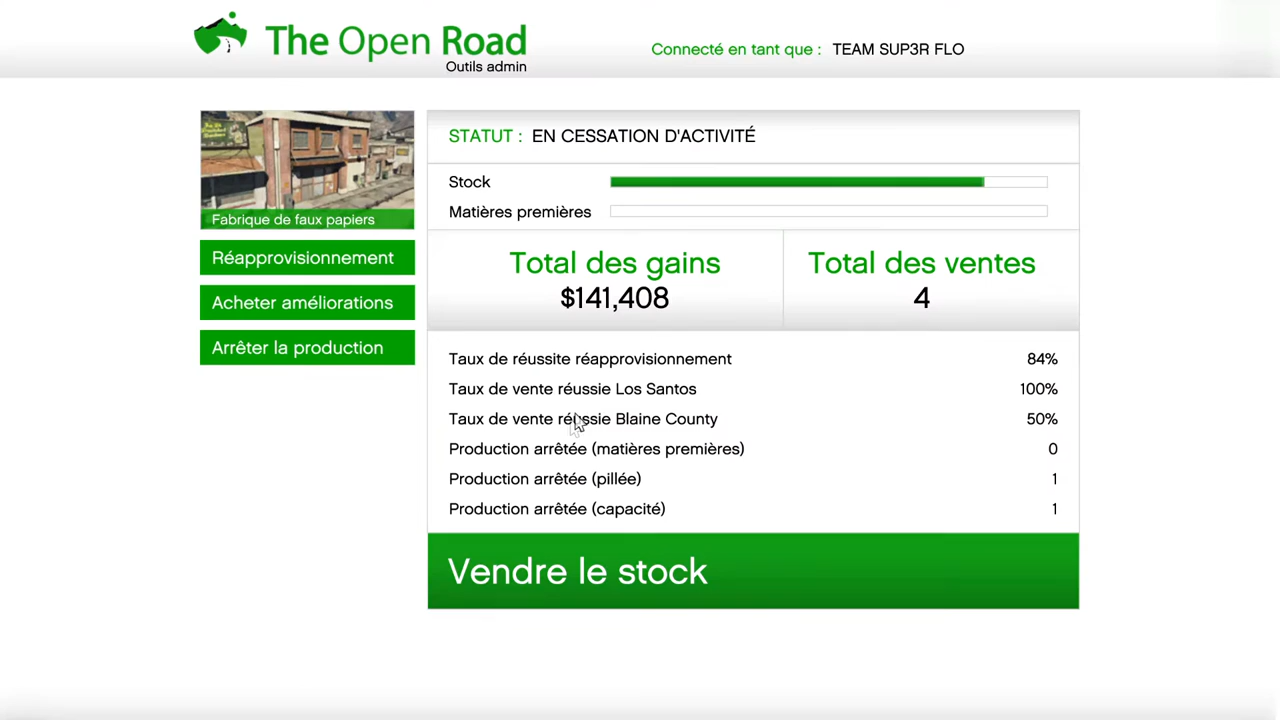 The Open Road
Outils admin
Connecté en tant que : TEAM SUP3R FLO
Fabrique de faux papiers
Réapprovisionnement
Acheter améliorations
Arrêter la production
STATUT : EN CESSATION D'ACTIVITÉ
Stock
Matières premières
Total des gains
$141,408
Total des ventes
4
Taux de réussite réapprovisionnement 84%
Taux de vente réussie Los Santos 100%
Taux de vente réussie Blaine County 50%
Production arrêtée (matières premières) 0
Production arrêtée (pillée) 1
Production arrêtée (capacité) 1
Vendre le stock